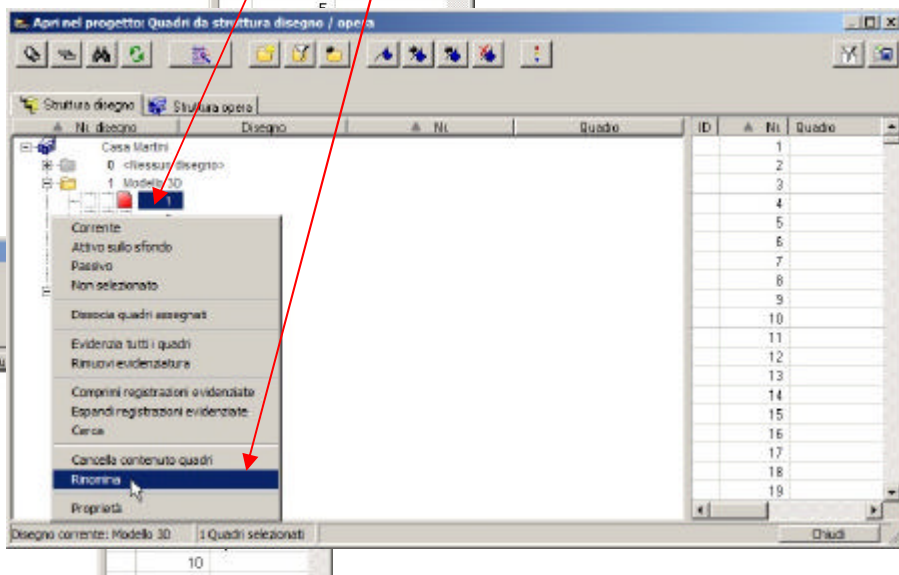 5
Apri nel progetto: Quadri da struttura disegno / opera
Struttura disegno Struttura opera
Nr. disegno Disegno Nr. Quadro ID Nr. Quadro
Casa Martini
0 <Nessun disegno>
1 Modello 3D
1
Corrente
Attivo sullo sfondo
Passivo
Non selezionato
Dissocia quadri assegnati
Evidenzia tutti i quadri
Rimuovi evidenziatura
Comprimi registrazioni evidenziate
Espandi registrazioni evidenziate
Cerca
Cancella contenuto quadri
Rinomina
Proprietà
1
2
3
4
5
6
7
8
9
10
11
12
13
14
15
16
17
18
19
Disegno corrente: Modello 3D 1 Quadri selezionati Chiudi
10